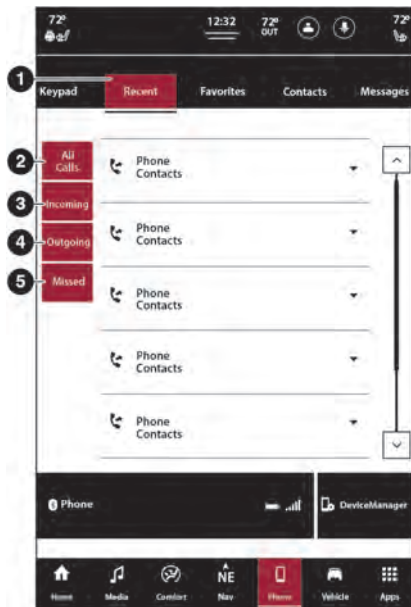 72° 12:32 72° 72°
OUT
1
Keypad Recent Favorites Contacts Messages
2 All
Calls
3 Incoming
4 Outgoing
5 Missed
Phone
Contacts
Phone
Contacts
Phone
Contacts
Phone
Contacts
Phone
Contacts
Phone DeviceManager
NE
Home Media Comfort Nav Phone Vehicle Apps